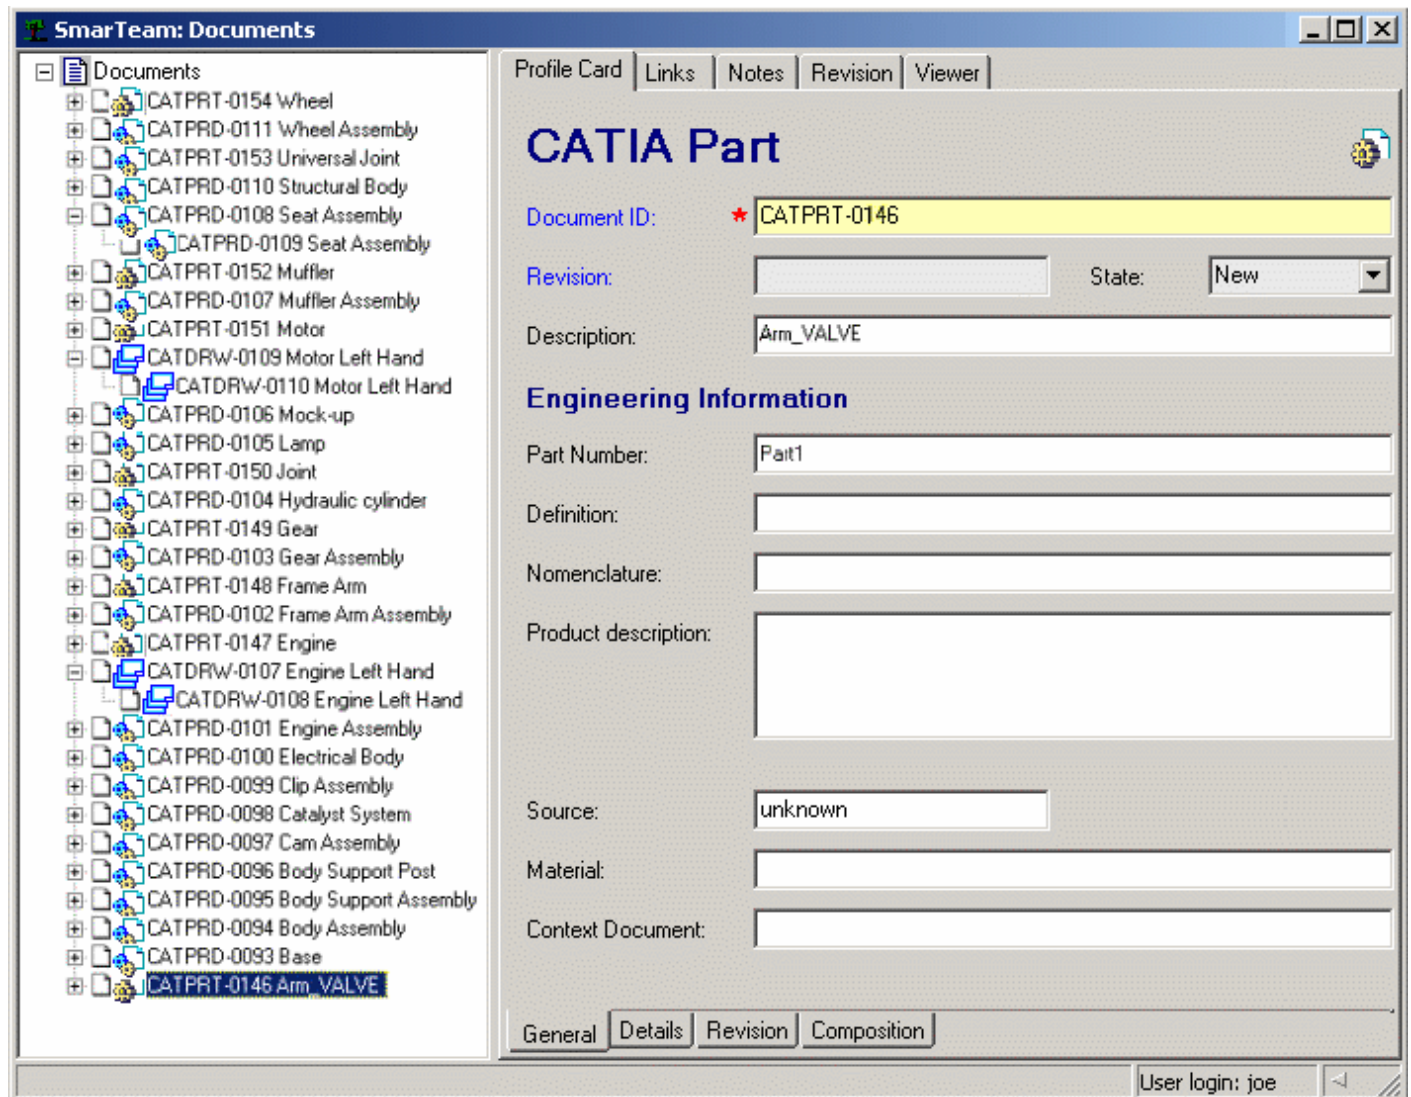 SmarTeam: Documents
Documents
CATPRT-0154 Wheel
CATPRD-0111 Wheel Assembly
CATPRT-0153 Universal Joint
CATPRD-0110 Structural Body
CATPRD-0108 Seat Assembly
CATPRD-0109 Seat Assembly
CATPRT-0152 Muffler
CATPRD-0107 Muffler Assembly
CATPRT-0151 Motor
CATDRW-0109 Motor Left Hand
CATDRW-0110 Motor Left Hand
CATPRD-0106 Mock-up
CATPRD-0105 Lamp
CATPRT-0150 Joint
CATPRD-0104 Hydraulic cylinder
CATPRT-0149 Gear
CATPRD-0103 Gear Assembly
CATPRT-0148 Frame Arm
CATPRD-0102 Frame Arm Assembly
CATPRT-0147 Engine
CATDRW-0107 Engine Left Hand
CATDRW-0108 Engine Left Hand
CATPRD-0101 Engine Assembly
CATPRD-0100 Electrical Body
CATPRD-0099 Clip Assembly
CATPRD-0098 Catalyst System
CATPRD-0097 Cam Assembly
CATPRD-0096 Body Support Post
CATPRD-0095 Body Support Assembly
CATPRD-0094 Body Assembly
CATPRD-0093 Base
CATPRT-0146 Arm_VALVE
Profile Card Links Notes Revision Viewer
CATIA Part
Document ID: * CATPRT-0146
Revision: State: New
Description: Arm_VALVE
Engineering Information
Part Number: Part1
Definition:
Nomenclature:
Product description:
Source: unknown
Material:
Context Document:
General Details Revision Composition
User login: joe